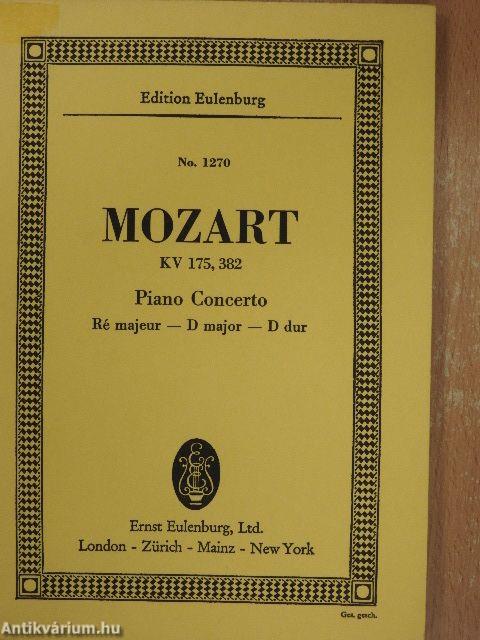 Edition Eulenburg
No. 1270
MOZART
KV 175, 382
Piano Concerto
Ré majeur — D major — D dur
Ernst Eulenburg, Ltd.
London - Zürich - Mainz - New York
Ges. gesch.
Antikvárium.hu